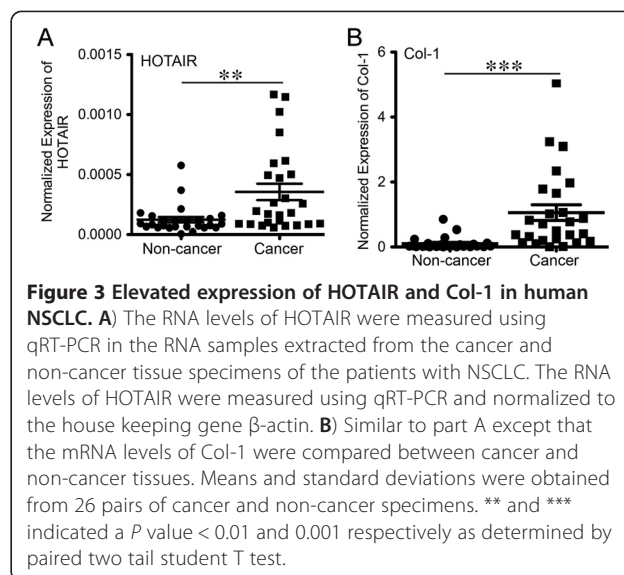 A
B
HOTAIR
Col-1
**
***
Normalized Expression of
HOTAIR
Normalized Expression of Col-1
0.0015
0.0010
0.0005
0.0000
6
4
2
0
Non-cancer
Cancer
Non-cancer
Cancer
Figure 3 Elevated expression of HOTAIR and Col-1 in human
NSCLC. A) The RNA levels of HOTAIR were measured using
qRT-PCR in the RNA samples extracted from the cancer and
non-cancer tissue specimens of the patients with NSCLC. The RNA
levels of HOTAIR were measured using qRT-PCR and normalized to
the house keeping gene β-actin. B) Similar to part A except that
the mRNA levels of Col-1 were compared between cancer and
non-cancer tissues. Means and standard deviations were obtained
from 26 pairs of cancer and non-cancer specimens. ** and ***
indicated a P value < 0.01 and 0.001 respectively as determined by
paired two tail student T test.